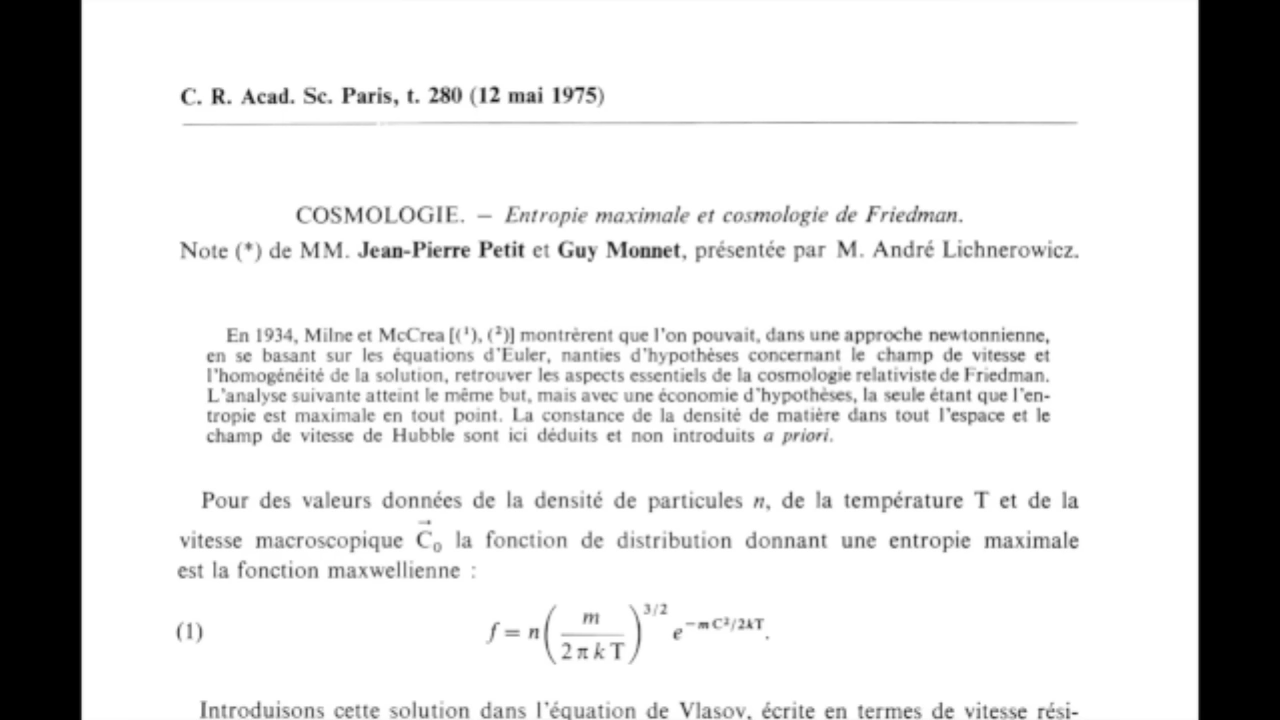 C. R. Acad. Sc. Paris, t. 280 (12 mai 1975)
COSMOLOGIE. — Entropie maximale et cosmologie de Friedman.
Note (*) de MM. Jean-Pierre Petit et Guy Monnet, présentée par M. André Lichnerowicz.
En 1934, Milne et McCrea [(¹), (²)] montrèrent que l'on pouvait, dans une approche newtonnienne,
en se basant sur les équations d'Euler, nanties d'hypothèses concernant le champ de vitesse et
l'homogénéité de la solution, retrouver les aspects essentiels de la cosmologie relativiste de Friedman.
L'analyse suivante atteint le même but, mais avec une économie d'hypothèses, la seule étant que l'en-
tropie est maximale en tout point. La constance de la densité de matière dans tout l'espace et le
champ de vitesse de Hubble sont ici déduits et non introduits a priori.
Pour des valeurs données de la densité de particules n, de la température T et de la
vitesse macroscopique C⃗₀ la fonction de distribution donnant une entropie maximale
est la fonction maxwellienne :
(1) f = n(m / 2πkT)^{3/2} e^{−mC²/2kT}.
Introduisons cette solution dans l'équation de Vlasov, écrite en termes de vitesse rési-